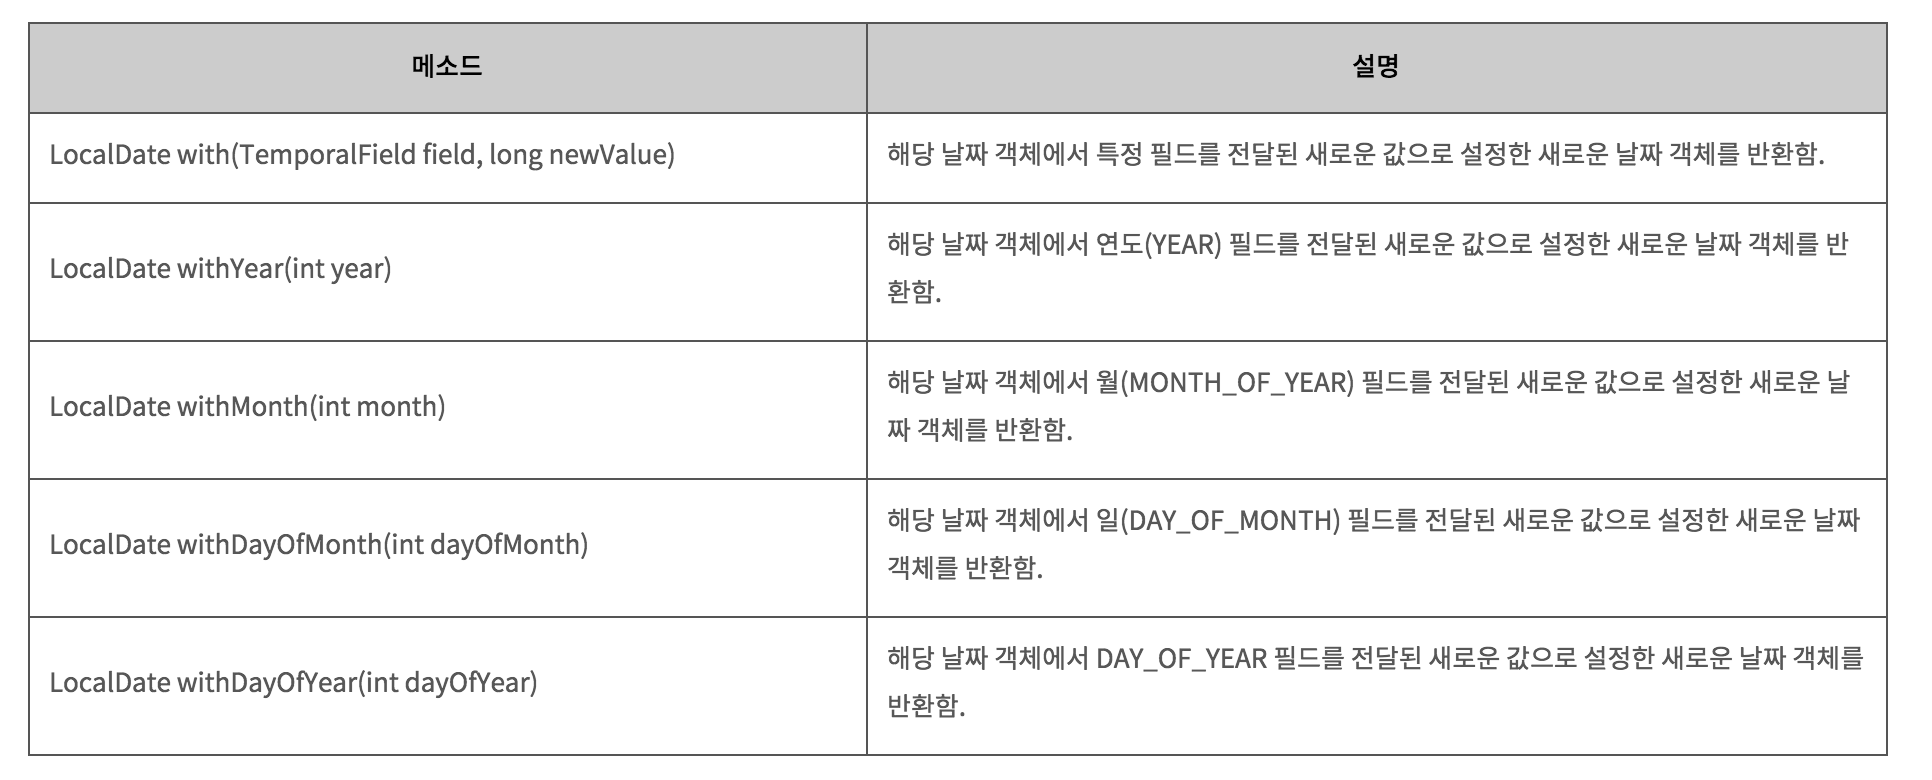 메소드
설명
LocalDate with(TemporalField field, long newValue)
해당 날짜 객체에서 특정 필드를 전달된 새로운 값으로 설정한 새로운 날짜 객체를 반환함.
LocalDate withYear(int year)
해당 날짜 객체에서 연도(YEAR) 필드를 전달된 새로운 값으로 설정한 새로운 날짜 객체를 반
환함.
LocalDate withMonth(int month)
해당 날짜 객체에서 월(MONTH_OF_YEAR) 필드를 전달된 새로운 값으로 설정한 새로운 날
짜 객체를 반환함.
LocalDate withDayOfMonth(int dayOfMonth)
해당 날짜 객체에서 일(DAY_OF_MONTH) 필드를 전달된 새로운 값으로 설정한 새로운 날짜
객체를 반환함.
LocalDate withDayOfYear(int dayOfYear)
해당 날짜 객체에서 DAY_OF_YEAR 필드를 전달된 새로운 값으로 설정한 새로운 날짜 객체를
반환함.